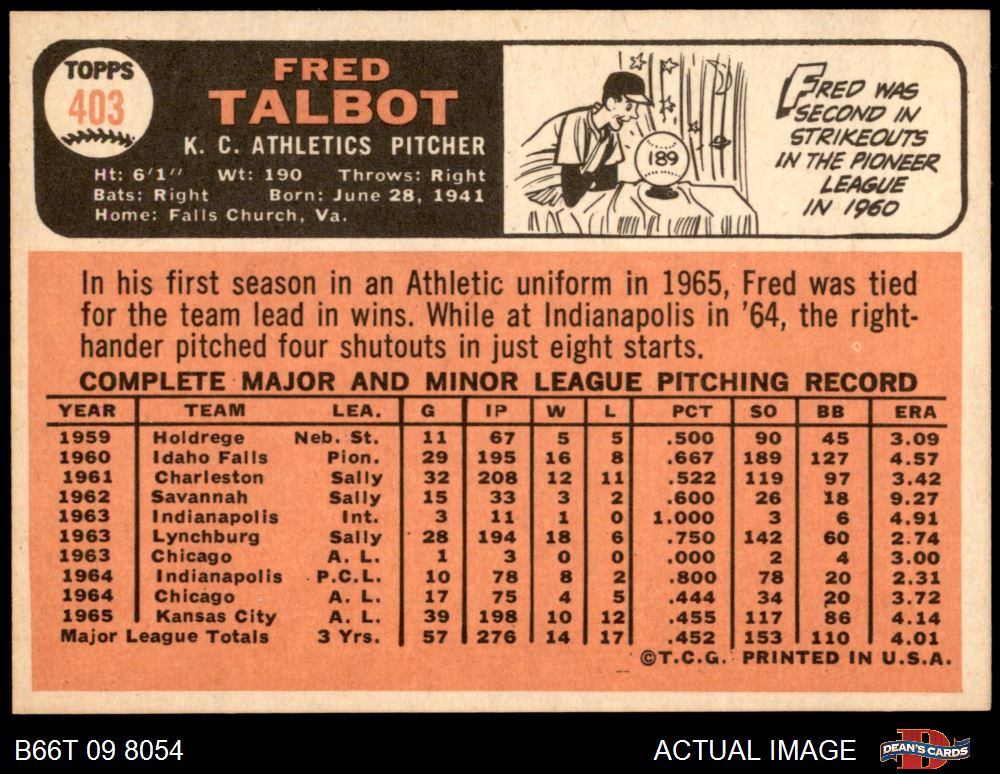 TOPPS
403
FRED
TALBOT
K. C. ATHLETICS PITCHER
Ht: 6'1" Wt: 190 Throws: Right
Bats: Right Born: June 28, 1941
Home: Falls Church, Va.
189
FRED WAS
SECOND IN
STRIKEOUTS
IN THE PIONEER
LEAGUE
IN 1960
In his first season in an Athletic uniform in 1965, Fred was tied
for the team lead in wins. While at Indianapolis in '64, the right-
hander pitched four shutouts in just eight starts.
COMPLETE MAJOR AND MINOR LEAGUE PITCHING RECORD
YEAR TEAM LEA. G IP W L PCT SO BB ERA
1959 Holdrege Neb. St. 11 67 5 5 .500 90 45 3.09
1960 Idaho Falls Pion. 29 195 16 8 .667 189 127 4.57
1961 Charleston Sally 32 208 12 11 .522 119 97 3.42
1962 Savannah Sally 15 33 3 2 .600 26 18 9.27
1963 Indianapolis Int. 3 11 1 0 1.000 3 6 4.91
1963 Lynchburg Sally 28 194 18 6 .750 142 60 2.74
1963 Chicago A. L. 1 3 0 0 .000 2 4 3.00
1964 Indianapolis P.C.L. 10 78 8 2 .800 78 20 2.31
1964 Chicago A. L. 17 75 4 5 .444 34 20 3.72
1965 Kansas City A. L. 39 198 10 12 .455 117 86 4.14
Major League Totals 3 Yrs. 57 276 14 17 .452 153 110 4.01
©T.C.G. PRINTED IN U.S.A.
B66T 09 8054 ACTUAL IMAGE DEAN'S CARDS